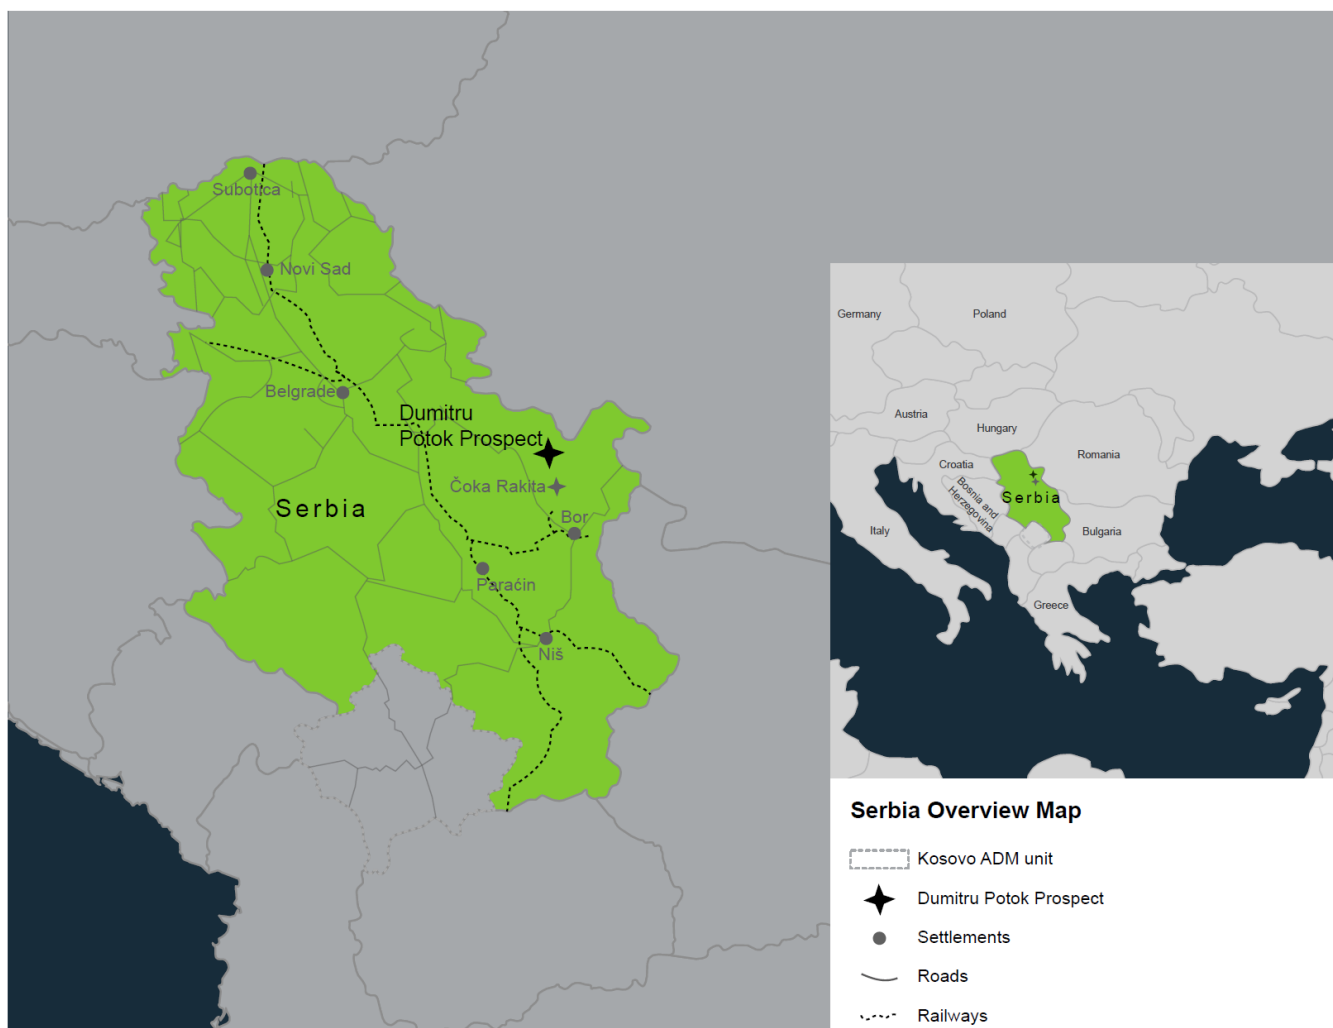 Subotica
Novi Sad
Belgrade
Dumitru
Potok Prospect
Čoka Rakita
Serbia
Bor
Paraćin
Niš
Germany
Poland
Austria
Hungary
Croatia
Romania
Bosnia and
Herzegovina
Serbia
Italy
Bulgaria
Greece
Serbia Overview Map
Kosovo ADM unit
Dumitru Potok Prospect
Settlements
Roads
Railways